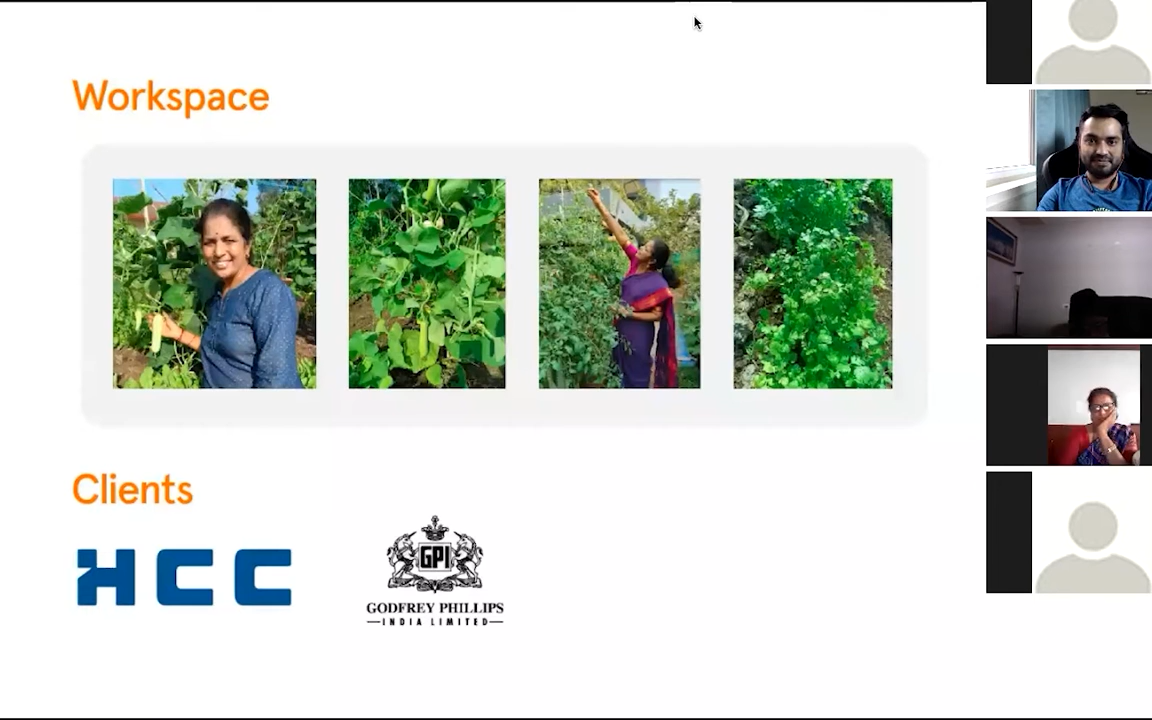 Workspace
Clients
HCC
GPI
GODFREY PHILLIPS
INDIA LIMITED